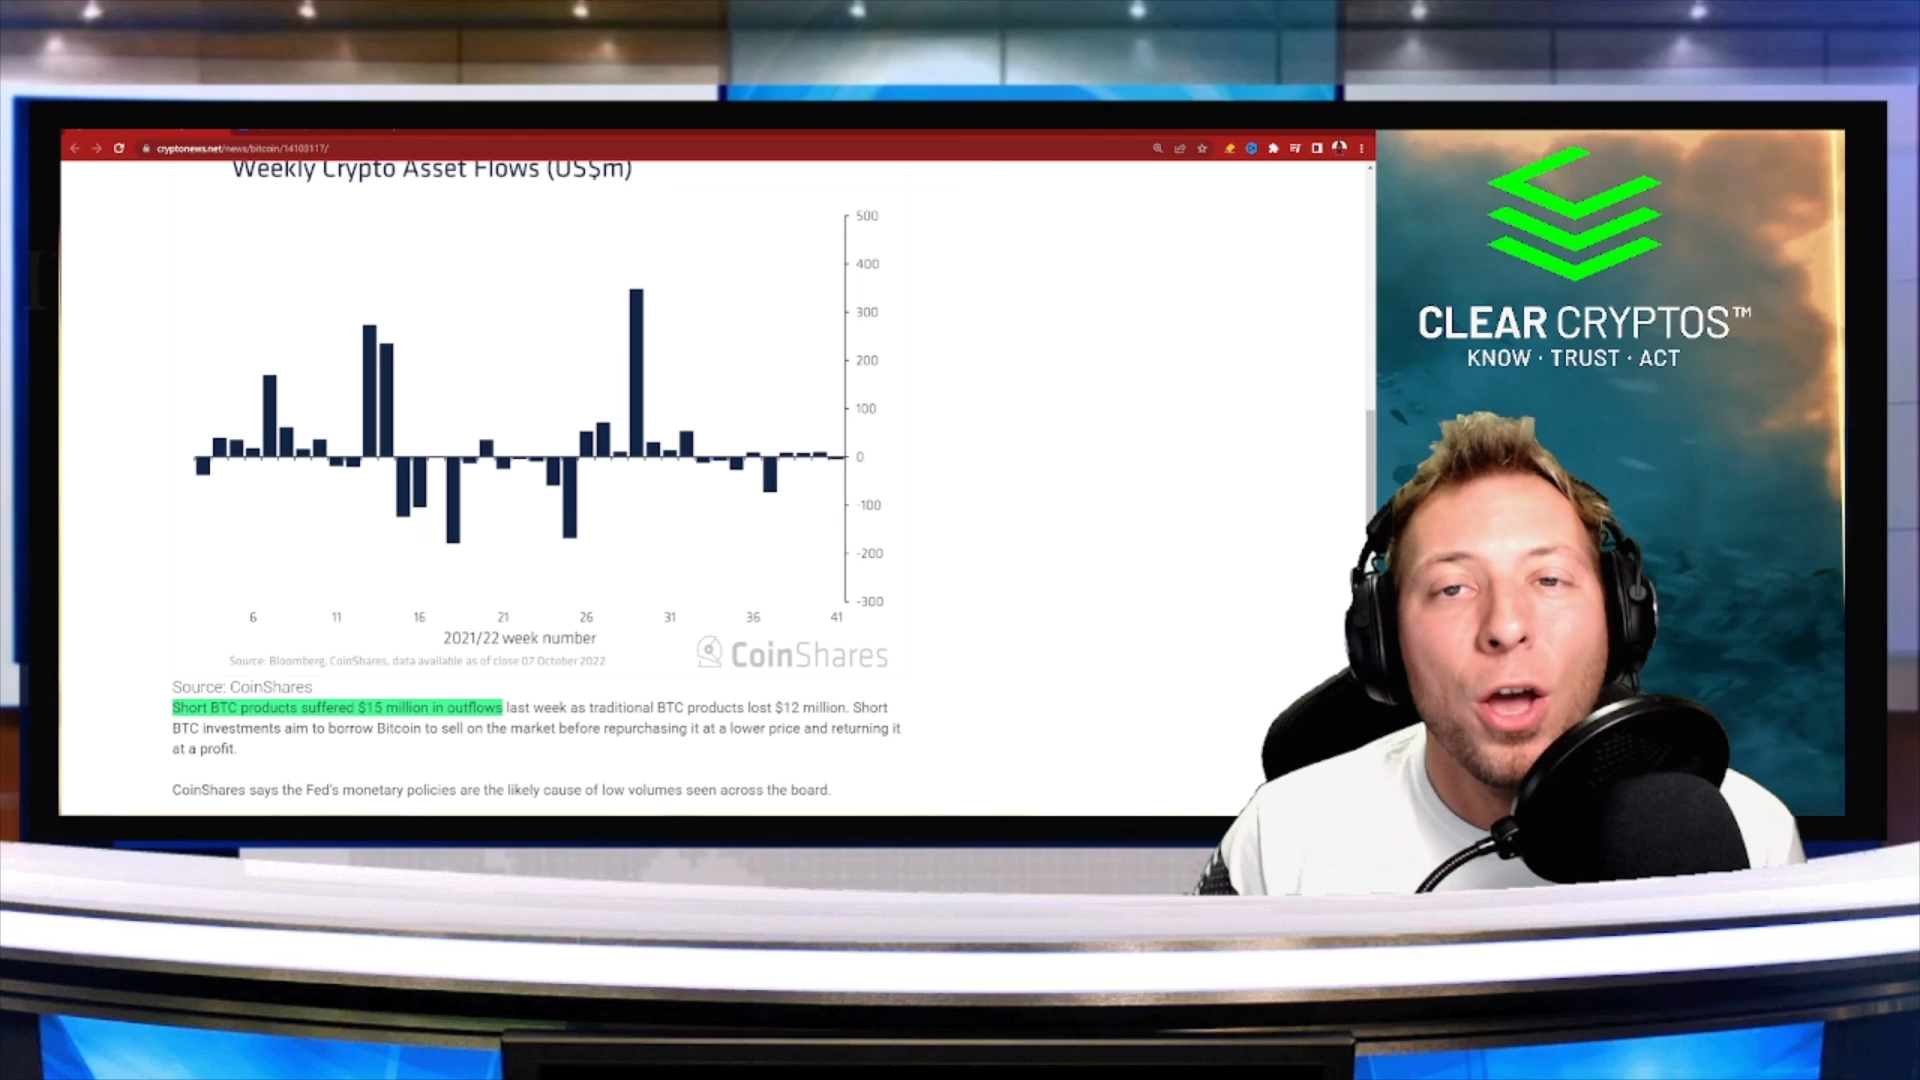 cryptonews.net/news/bitcoin/14103117/
Weekly Crypto Asset Flows (US$m)
500
400
300
200
100
0
-100
-200
-300
6 11 16 21 26 31 36 41
2021/22 week number
Source: Bloomberg, CoinShares, data available as of close 07 October 2022
CoinShares
Source: CoinShares
Short BTC products suffered $15 million in outflows last week as traditional BTC products lost $12 million. Short
BTC investments aim to borrow Bitcoin to sell on the market before repurchasing it at a lower price and returning it
at a profit.
CoinShares says the Fed's monetary policies are the likely cause of low volumes seen across the board.
CLEAR CRYPTOS™
KNOW · TRUST · ACT